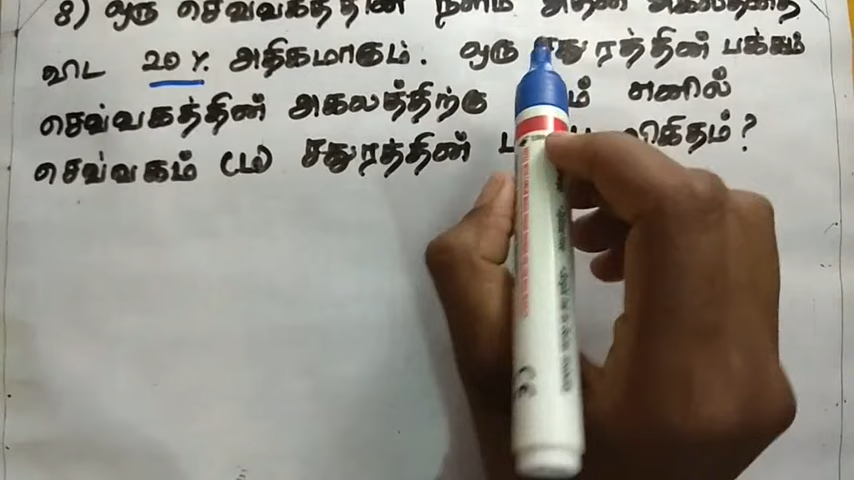 8) ஒரு செவ்வகத்தின் நீளம் அதன் அகலத்தை
விட 20 %. அதிகமாகும். ஒரு சதுரத்தின் பக்கம்
செவ்வகத்தின் அகலத்திற்கு எனில்
செவ்வகம் (ம) சதுரத்தின் விகிதம்?